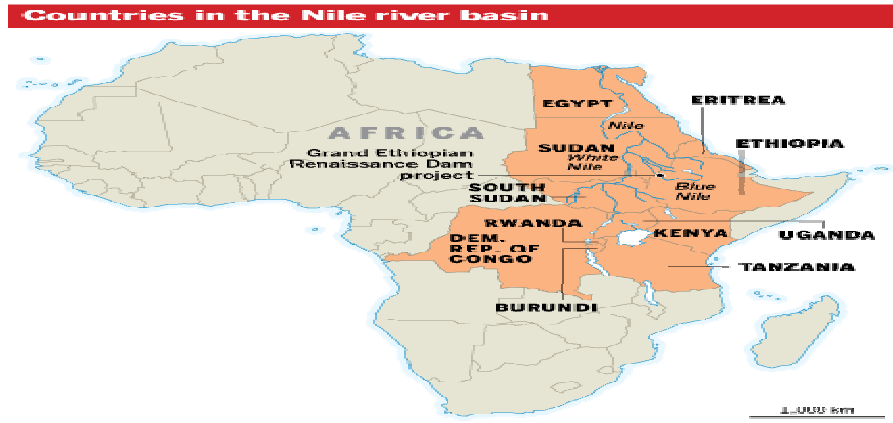 Countries in the Nile river basin
EGYPT
ERITREA
Nile
AFRICA
SUDAN
ETHIOPIA
Grand Ethiopian
Renaissance Dam
project
White
Nile
SOUTH
SUDAN
Blue
Nile
RWANDA
KENYA
UGANDA
DEM.
REP. OF
CONGO
TANZANIA
BURUNDI
1,000 km